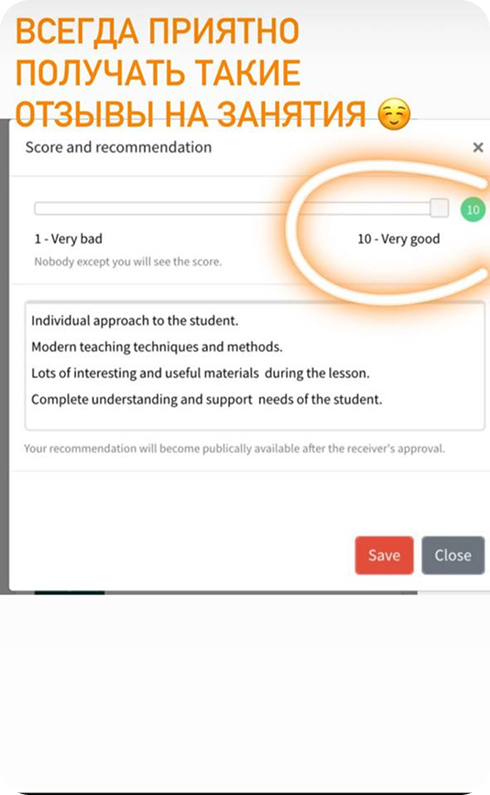 ВСЕГДА ПРИЯТНО
ПОЛУЧАТЬ ТАКИЕ
ОТЗЫВЫ НА ЗАНЯТИЯ ☺️
Score and recommendation ×
10
1 - Very bad 10 - Very good
Nobody except you will see the score.
Individual approach to the student.
Modern teaching techniques and methods.
Lots of interesting and useful materials during the lesson.
Complete understanding and support needs of the student.
Your recommendation will become publically available after the receiver's approval.
Save Close